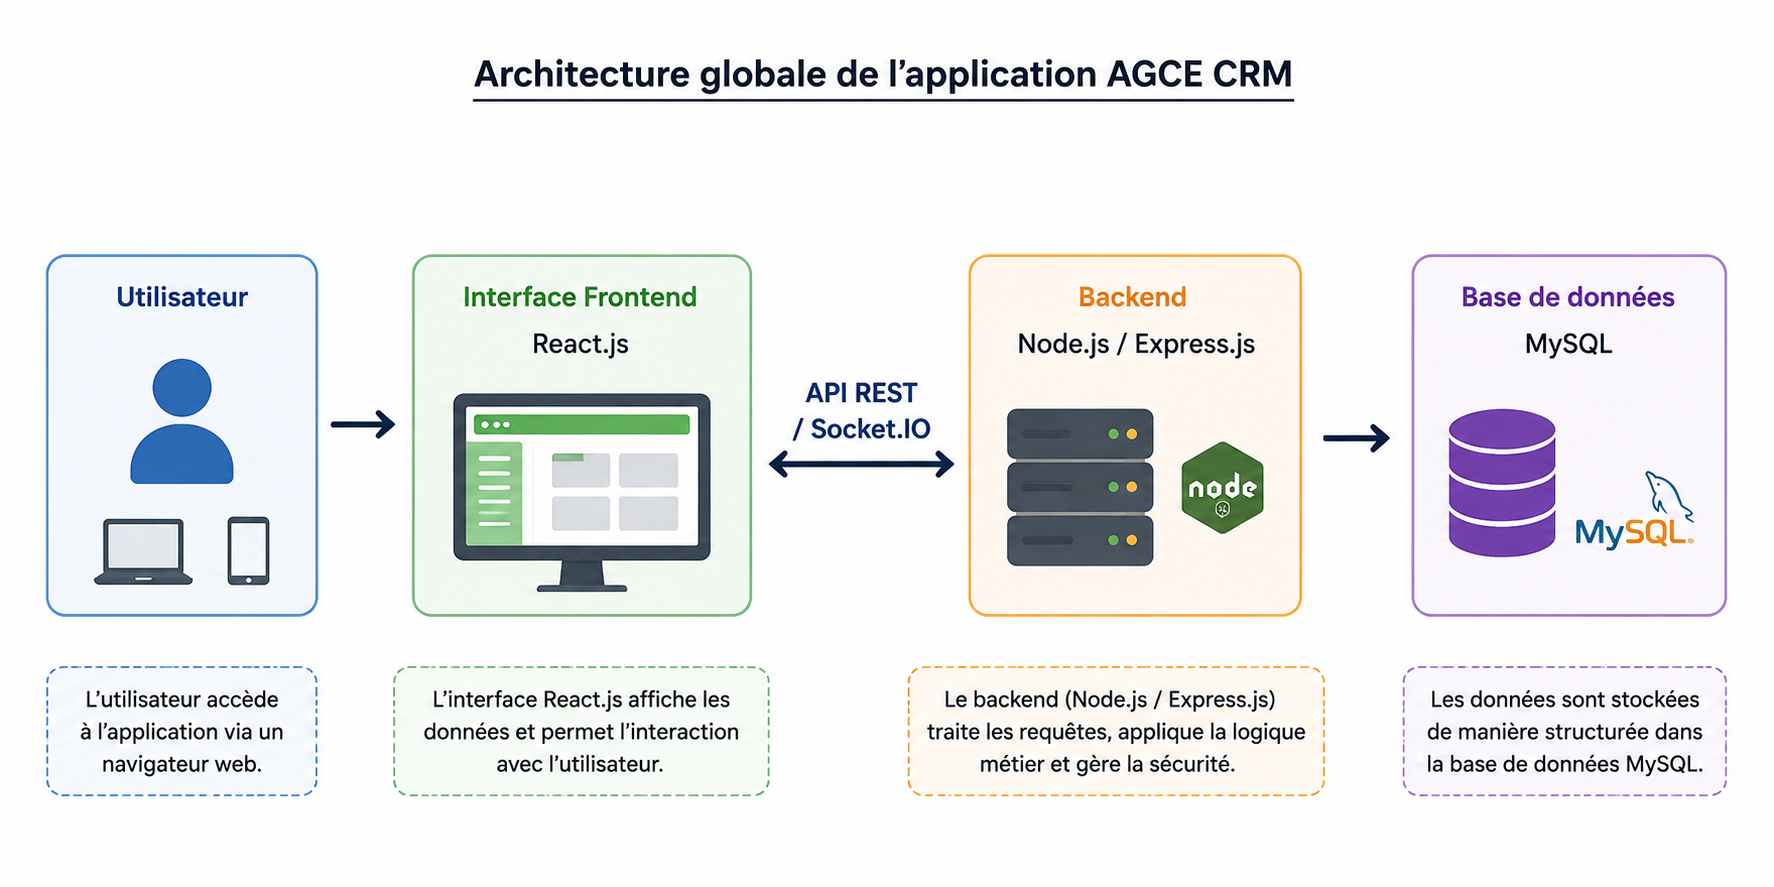 Architecture globale de l’application AGCE CRM
Utilisateur
Interface Frontend
React.js
API REST
/ Socket.IO
Backend
Node.js / Express.js
node
Base de données
MySQL
MySQL®
L’utilisateur accède
à l’application via un
navigateur web.
L’interface React.js affiche les
données et permet l’interaction
avec l’utilisateur.
Le backend (Node.js / Express.js)
traite les requêtes, applique la logique
métier et gère la sécurité.
Les données sont stockées
de manière structurée dans
la base de données MySQL.